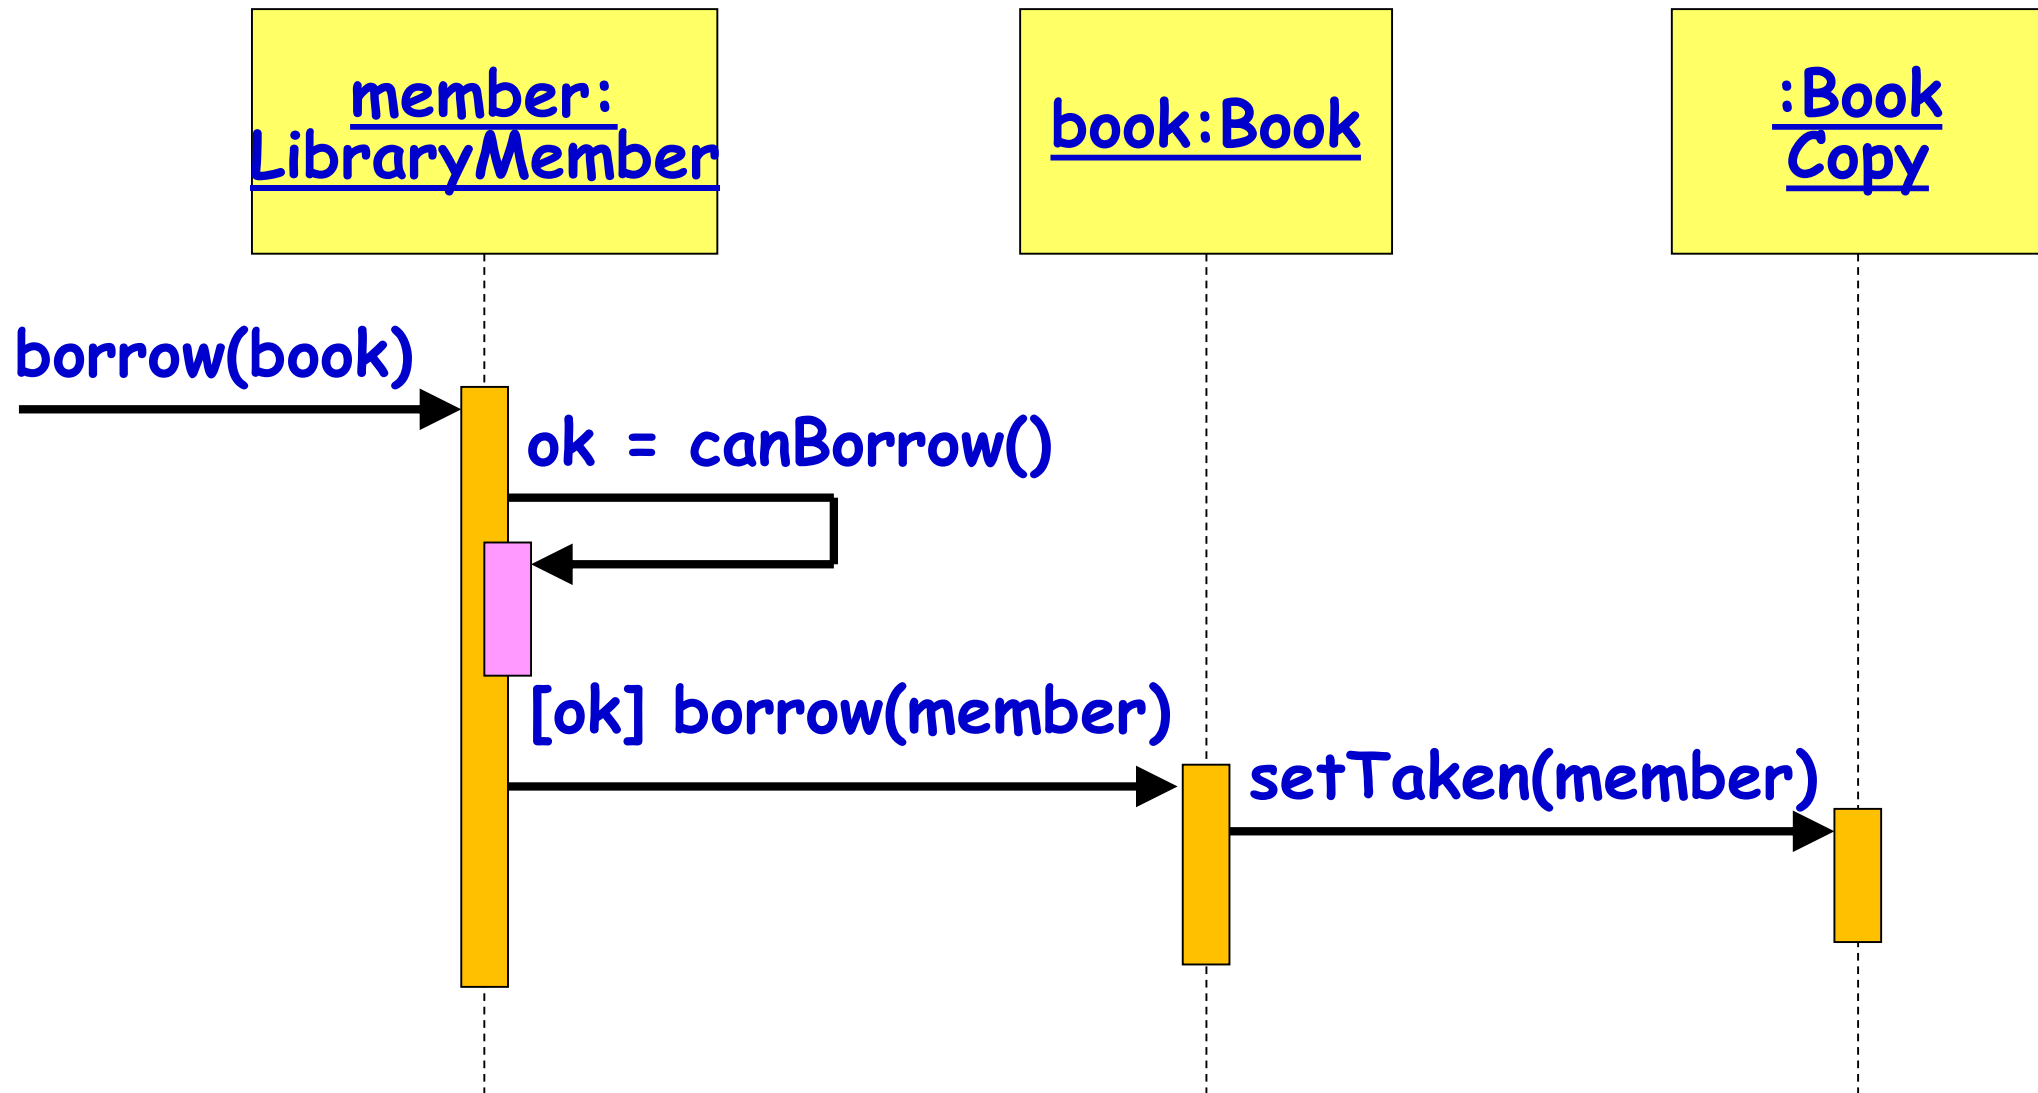 member:
LibraryMember
book:Book
:Book
Copy
borrow(book)
ok = canBorrow()
[ok] borrow(member)
setTaken(member)